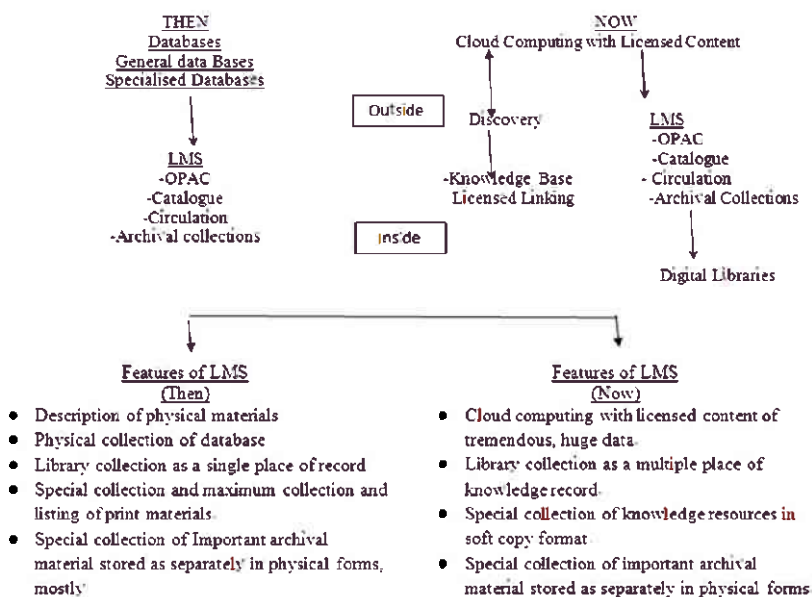 THEN
Databases
General data Bases
Specialised Databases
LMS
-OPAC
-Catalogue
-Circulation
-Archival collections
Outside
Inside
NOW
Cloud Computing with Licensed Content
Discovery
-Knowledge Base
Licensed Linking
LMS
-OPAC
-Catalogue
- Circulation
-Archival Collections
Digital Libraries
Features of LMS
(Then)
● Description of physical materials
● Physical collection of database
● Library collection as a single place of record
● Special collection and maximum collection and
listing of print materials
● Special collection of Important archival
material stored as separately in physical forms,
mostly
Features of LMS
(Now)
● Cloud computing with licensed content of
tremendous, huge data.
● Library collection as a multiple place of
knowledge record.
● Special collection of knowledge resources in
soft copy format
● Special collection of important archival
material stored as separately in physical forms